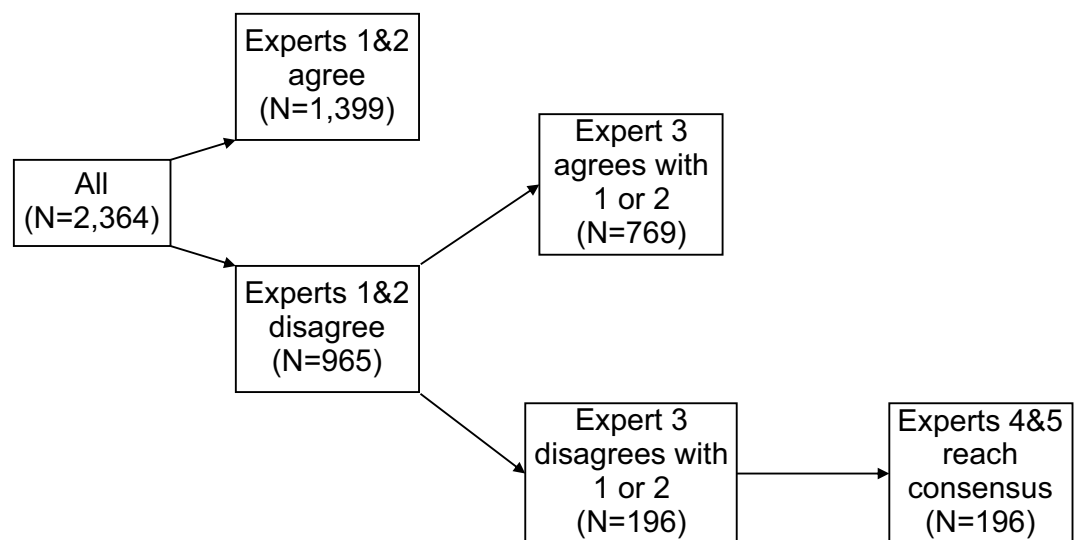 Experts 1&2
agree
(N=1,399)
All
(N=2,364)
Experts 1&2
disagree
(N=965)
Expert 3
agrees with
1 or 2
(N=769)
Expert 3
disagrees with
1 or 2
(N=196)
Experts 4&5
reach
consensus
(N=196)